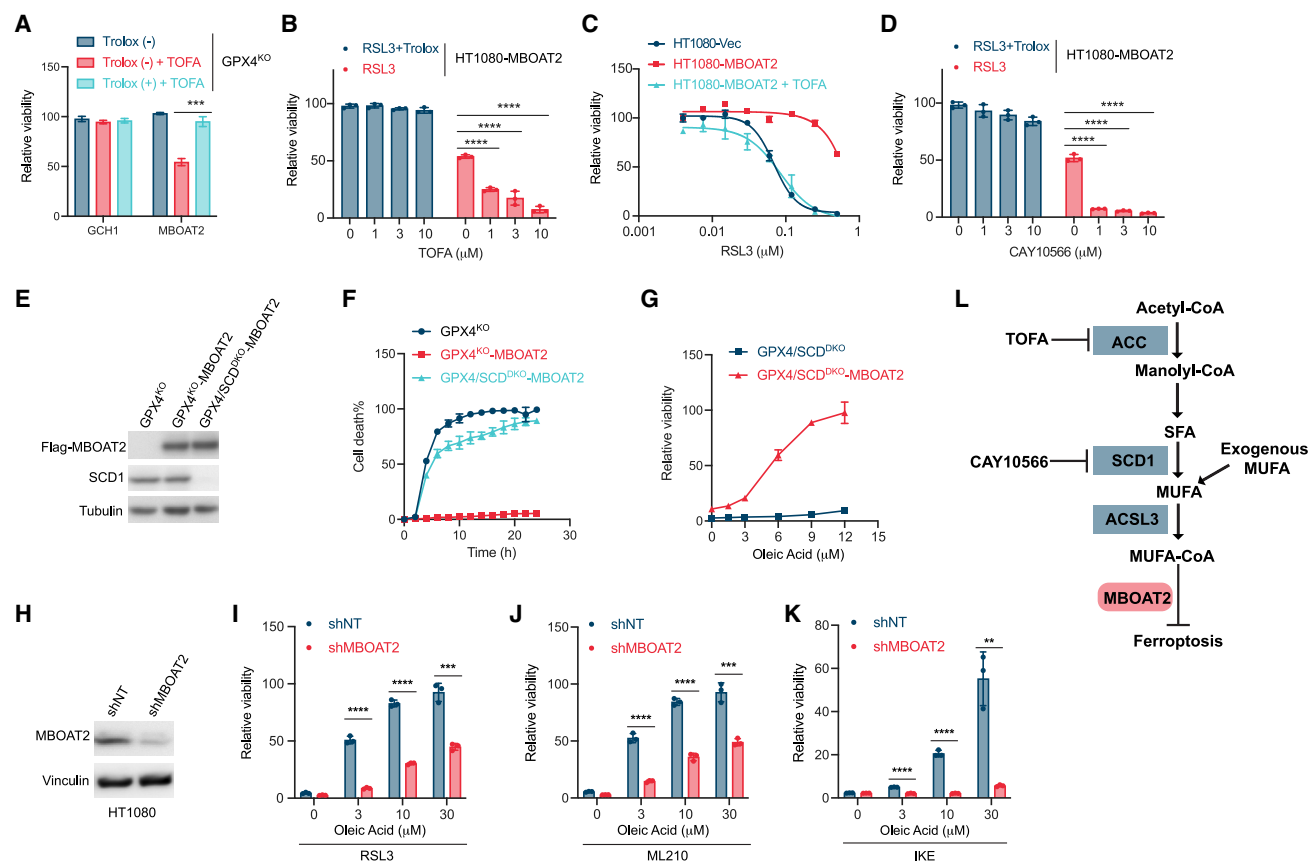 A
Trolox (-)
Trolox (-) + TOFA
Trolox (+) + TOFA
GPX4KO
***
Relative viability
100
50
0
GCH1
MBOAT2
B
RSL3+Trolox
RSL3
HT1080-MBOAT2
****
****
****
Relative viability
150
100
50
0
0 1 3 10 0 1 3 10
TOFA (μM)
C
HT1080-Vec
HT1080-MBOAT2
HT1080-MBOAT2 + TOFA
Relative viability
150
100
50
0
0.001 0.01 0.1 1
RSL3 (μM)
D
RSL3+Trolox
RSL3
HT1080-MBOAT2
****
****
****
Relative viability
150
100
50
0
0 1 3 10 0 1 3 10
CAY10566 (μM)
E
GPX4KO
GPX4KO-MBOAT2
GPX4/SCDDKO-MBOAT2
Flag-MBOAT2
SCD1
Tubulin
F
GPX4KO
GPX4KO-MBOAT2
GPX4/SCDDKO-MBOAT2
Cell death%
150
100
50
0
0 10 20 30
Time (h)
G
GPX4/SCDDKO
GPX4/SCDDKO-MBOAT2
Relative viability
150
100
50
0
0 3 6 9 12 15
Oleic Acid (μM)
L
Acetyl-CoA
TOFA
ACC
Manolyl-CoA
SFA
CAY10566
SCD1
Exogenous
MUFA
MUFA
ACSL3
MUFA-CoA
MBOAT2
Ferroptosis
H
shNT
shMBOAT2
MBOAT2
Vinculin
HT1080
I
shNT
shMBOAT2
****
****
***
Relative viability
150
100
50
0
0 3 10 30
Oleic Acid (μM)
RSL3
J
shNT
shMBOAT2
****
****
***
Relative viability
150
100
50
0
0 3 10 30
Oleic Acid (μM)
ML210
K
shNT
shMBOAT2
****
****
**
Relative viability
80
60
40
20
0
0 3 10 30
Oleic Acid (μM)
IKE